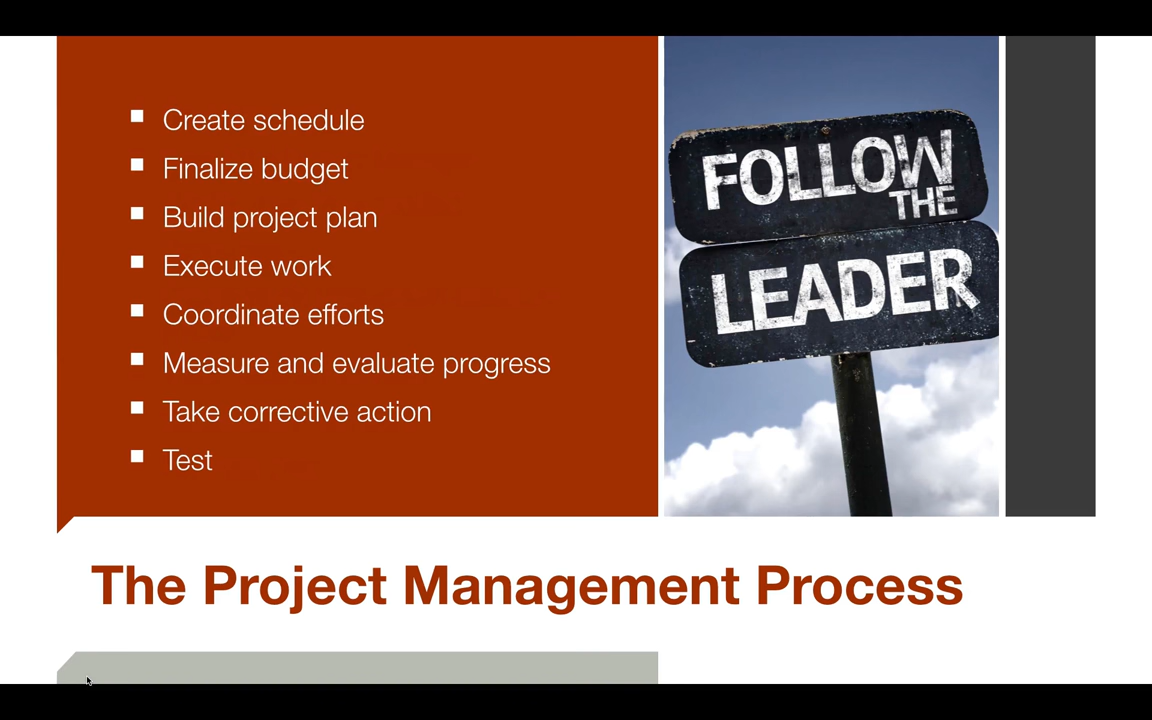 Create schedule
Finalize budget
Build project plan
Execute work
Coordinate efforts
Measure and evaluate progress
Take corrective action
Test
FOLLOW
THE
LEADER
The Project Management Process